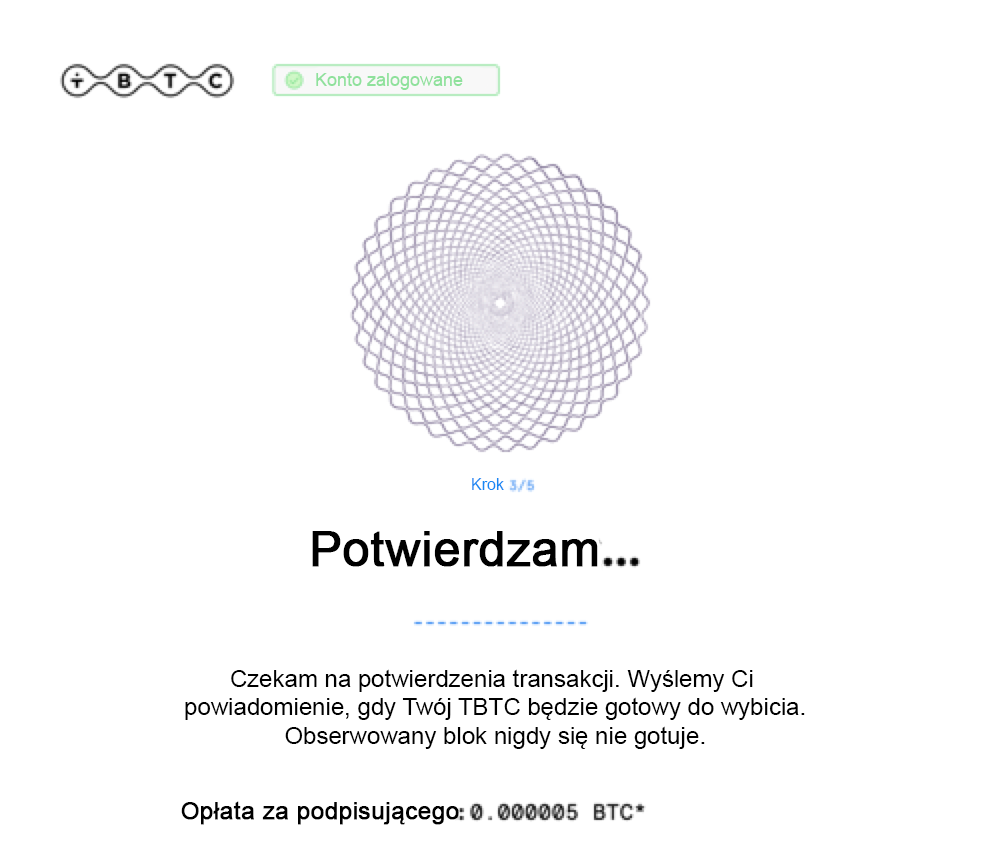 TBTC
Konto zalogowane
Krok 3/5
Potwierdzam...
---------------
Czekam na potwierdzenia transakcji. Wyślemy Ci
powiadomienie, gdy Twój TBTC będzie gotowy do wybicia.
Obserwowany blok nigdy się nie gotuje.
Opłata za podpisującego: 0.000005 BTC*